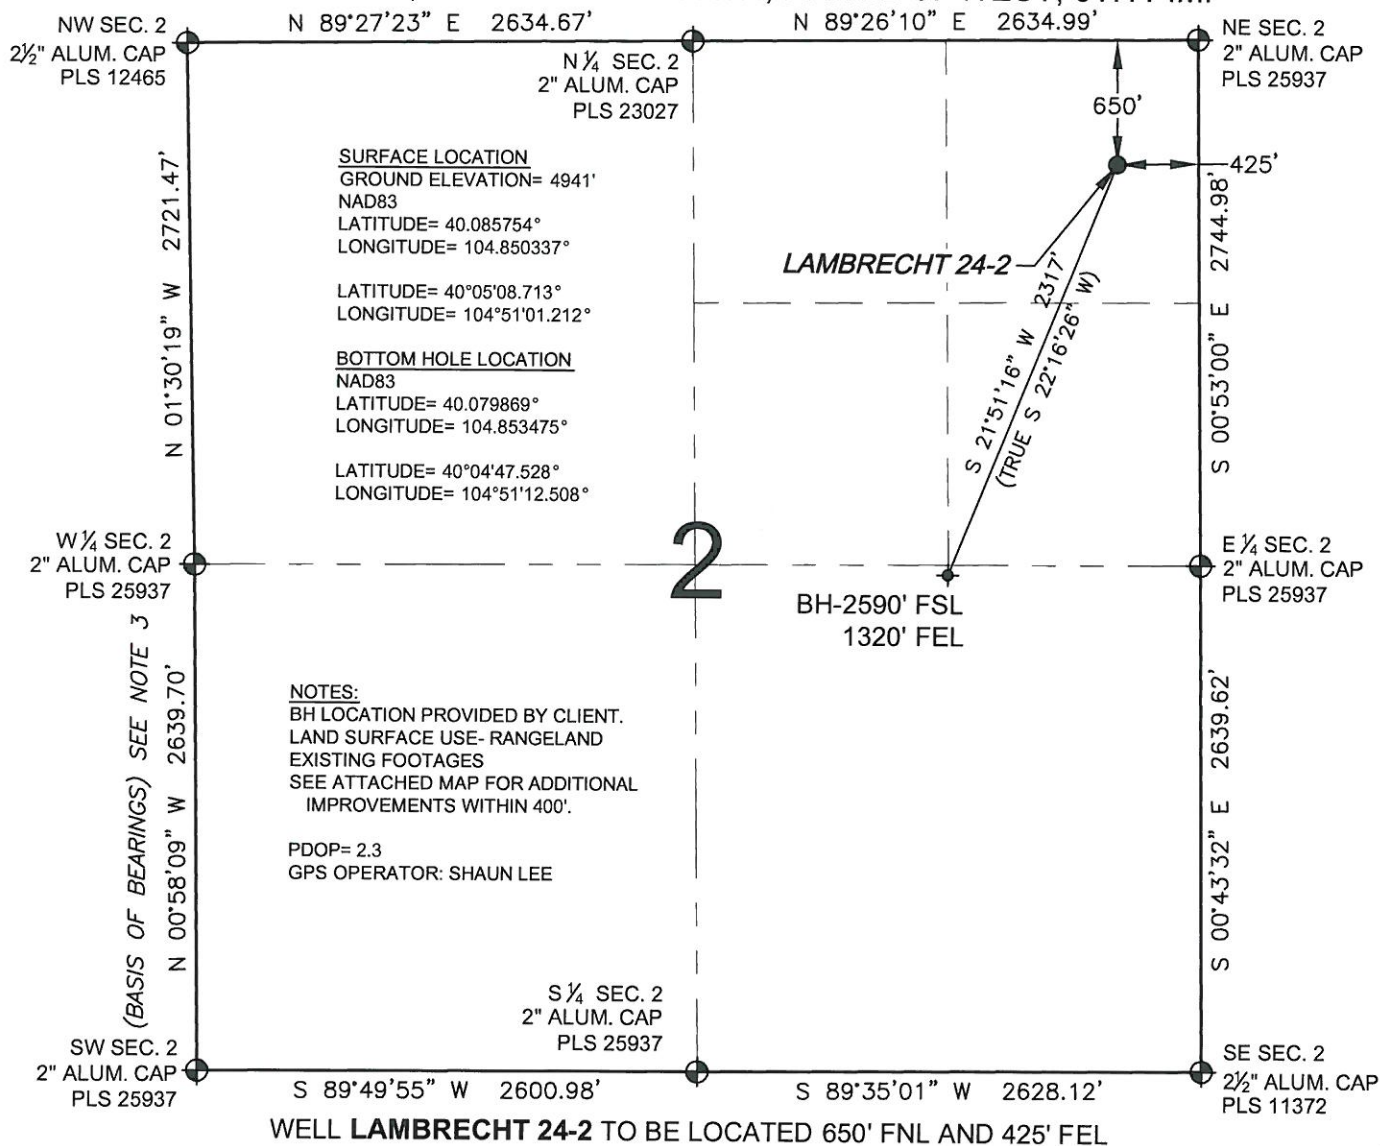 N 89°27'23" E 2634.67'
N 89°26'10" E 2634.99'
NW SEC. 2
2½" ALUM. CAP
PLS 12465
N ¼ SEC. 2
2" ALUM. CAP
PLS 23027
NE SEC. 2
2" ALUM. CAP
PLS 25937
650'
425'
SURFACE LOCATION
GROUND ELEVATION= 4941'
NAD83
LATITUDE= 40.085754°
LONGITUDE= 104.850337°
LATITUDE= 40°05'08.713"
LONGITUDE= 104°51'01.212"
BOTTOM HOLE LOCATION
NAD83
LATITUDE= 40.079869°
LONGITUDE= 104.853475°
LATITUDE= 40°04'47.528"
LONGITUDE= 104°51'12.508"
N 01°30'19" W 2721.47'
LAMBRECHT 24-2
S 21°51'16" W 2317'
(TRUE S 22°16'26" W)
S 00°53'00" E 2744.98'
W ¼ SEC. 2
2" ALUM. CAP
PLS 25937
2
E ¼ SEC. 2
2" ALUM. CAP
PLS 25937
BH-2590' FSL
1320' FEL
(BASIS OF BEARINGS) SEE NOTE 3
N 00°58'09" W 2639.70'
NOTES:
BH LOCATION PROVIDED BY CLIENT.
LAND SURFACE USE- RANGELAND
EXISTING FOOTAGES
SEE ATTACHED MAP FOR ADDITIONAL
IMPROVEMENTS WITHIN 400'.
PDOP= 2.3
GPS OPERATOR: SHAUN LEE
S 00°43'32" E 2639.62'
S ¼ SEC. 2
2" ALUM. CAP
PLS 25937
SW SEC. 2
2" ALUM. CAP
PLS 25937
SE SEC. 2
2½" ALUM. CAP
PLS 11372
S 89°49'55" W 2600.98'
S 89°35'01" W 2628.12'
WELL LAMBRECHT 24-2 TO BE LOCATED 650' FNL AND 425' FEL